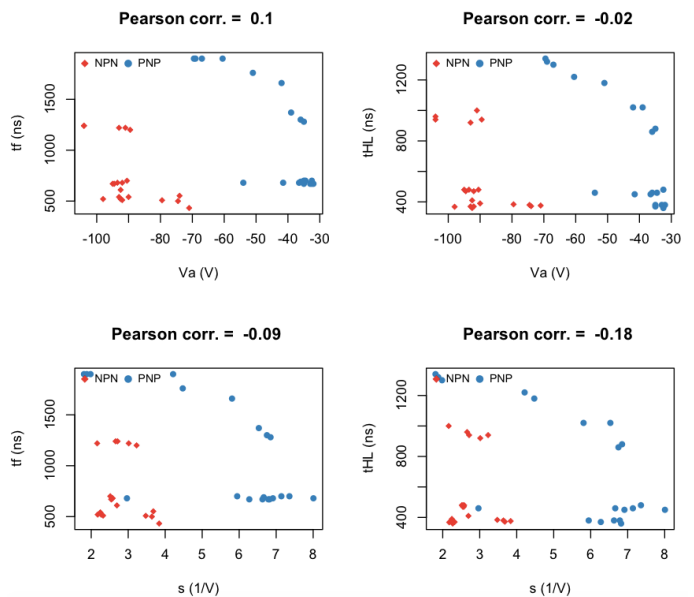 Pearson corr. =  0.1
NPN PNP
tf (ns)
500 1000 1500
-100 -90 -80 -70 -60 -50 -40 -30
Va (V)
Pearson corr. =  -0.02
NPN PNP
tHL (ns)
400 800 1200
-100 -90 -80 -70 -60 -50 -40 -30
Va (V)
Pearson corr. =  -0.09
NPN PNP
tf (ns)
500 1000 1500
2 3 4 5 6 7 8
s (1/V)
Pearson corr. =  -0.18
NPN PNP
tHL (ns)
400 800 1200
2 3 4 5 6 7 8
s (1/V)